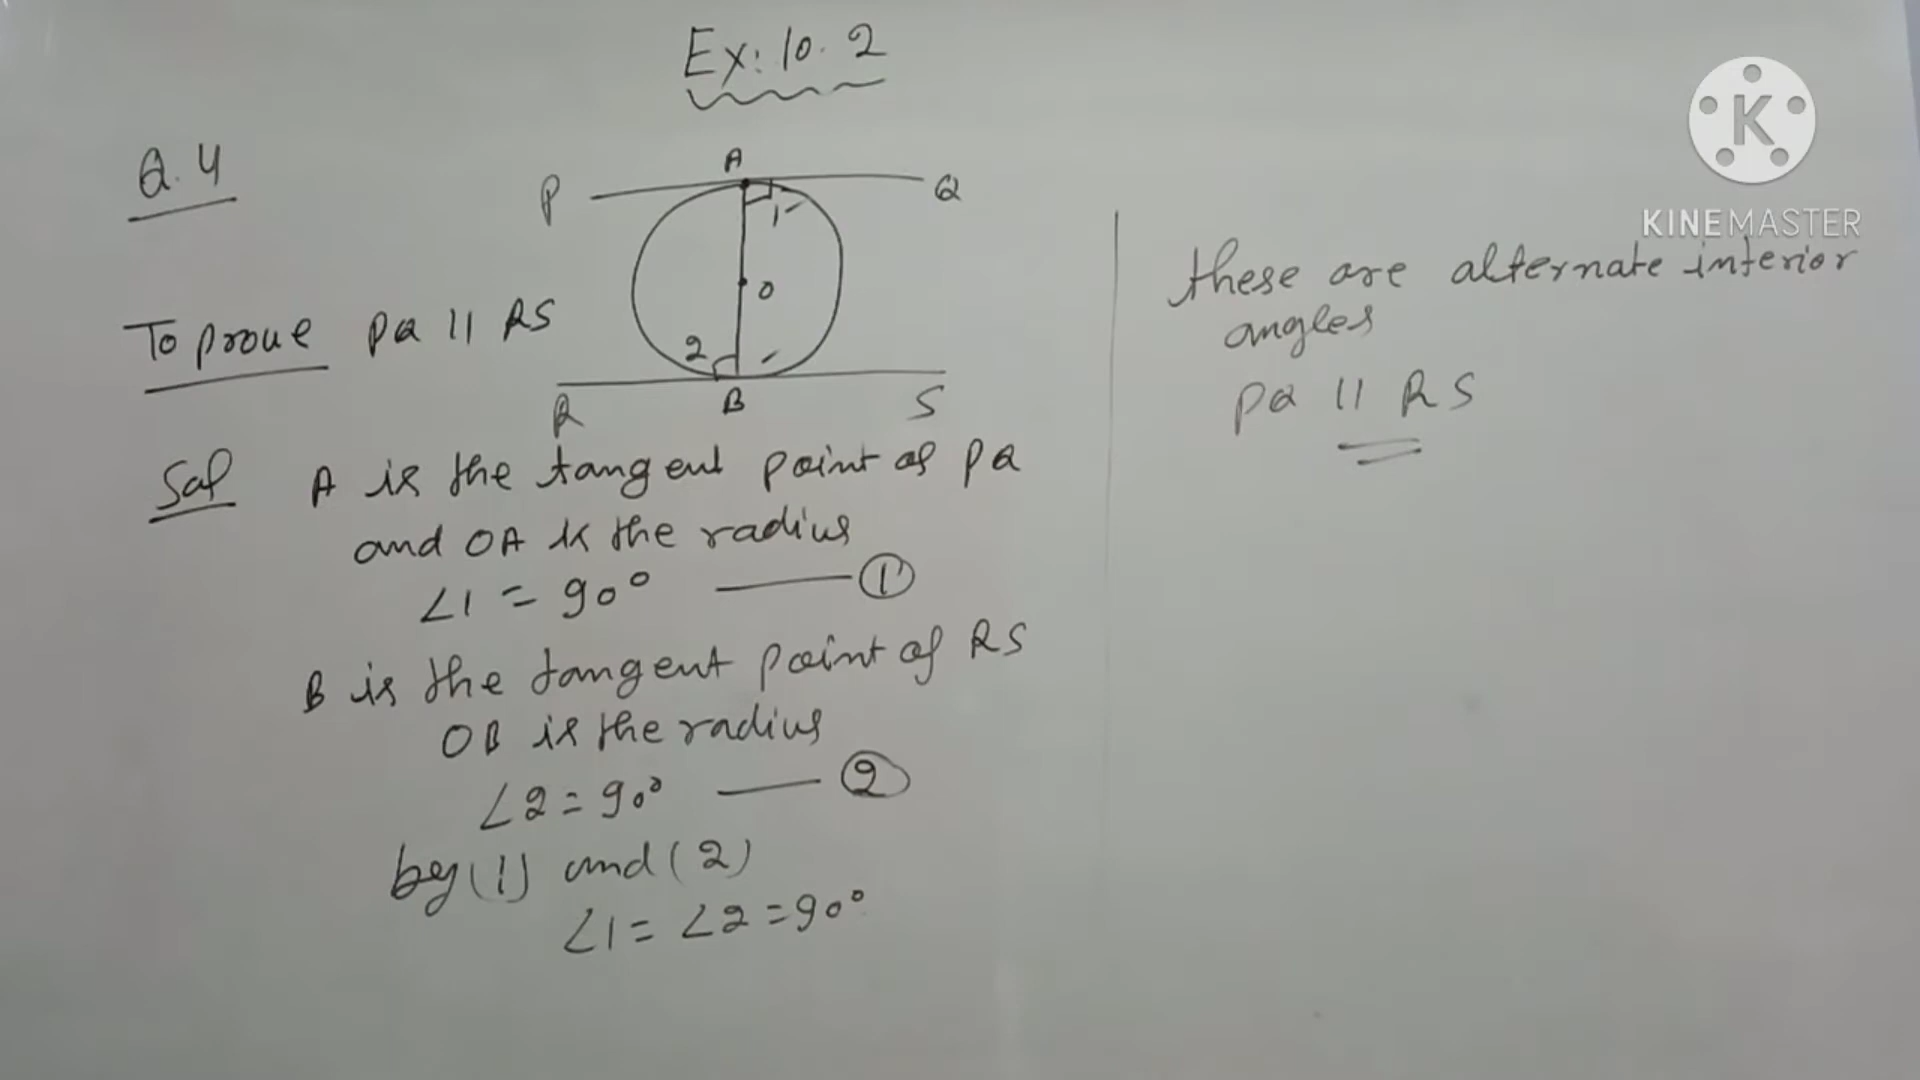 Ex: 10.2
Q.4
A
P
Q
1
O
2
R
B
S
To prove PQ || RS
Sol A is the tangent point of PQ
and OA is the radius
∠1 = 90° —— ①
B is the tangent point of RS
OB is the radius
∠2 = 90° —— ②
by (1) and (2)
∠1 = ∠2 = 90°
these are alternate interior
angles
PQ || RS
K
KINEMASTER